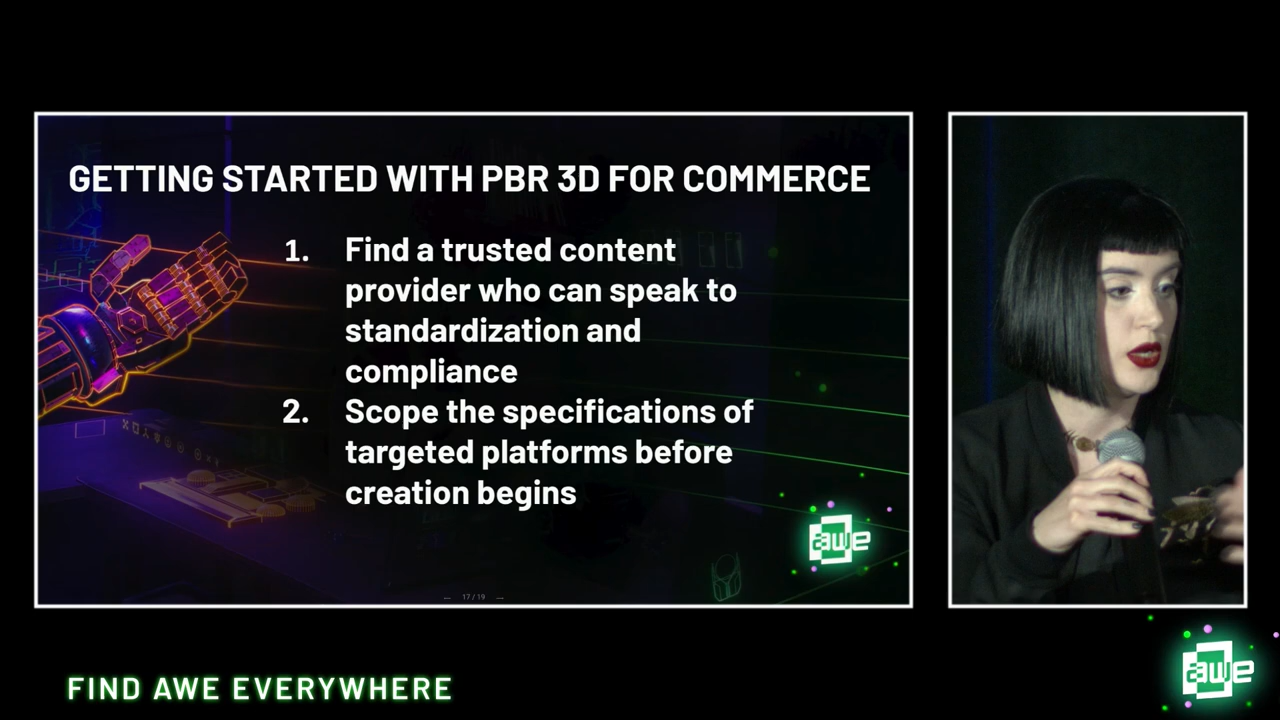 GETTING STARTED WITH PBR 3D FOR COMMERCE
1. Find a trusted content
provider who can speak to
standardization and
compliance
2. Scope the specifications of
targeted platforms before
creation begins
awe
17 / 19
FIND AWE EVERYWHERE
awe